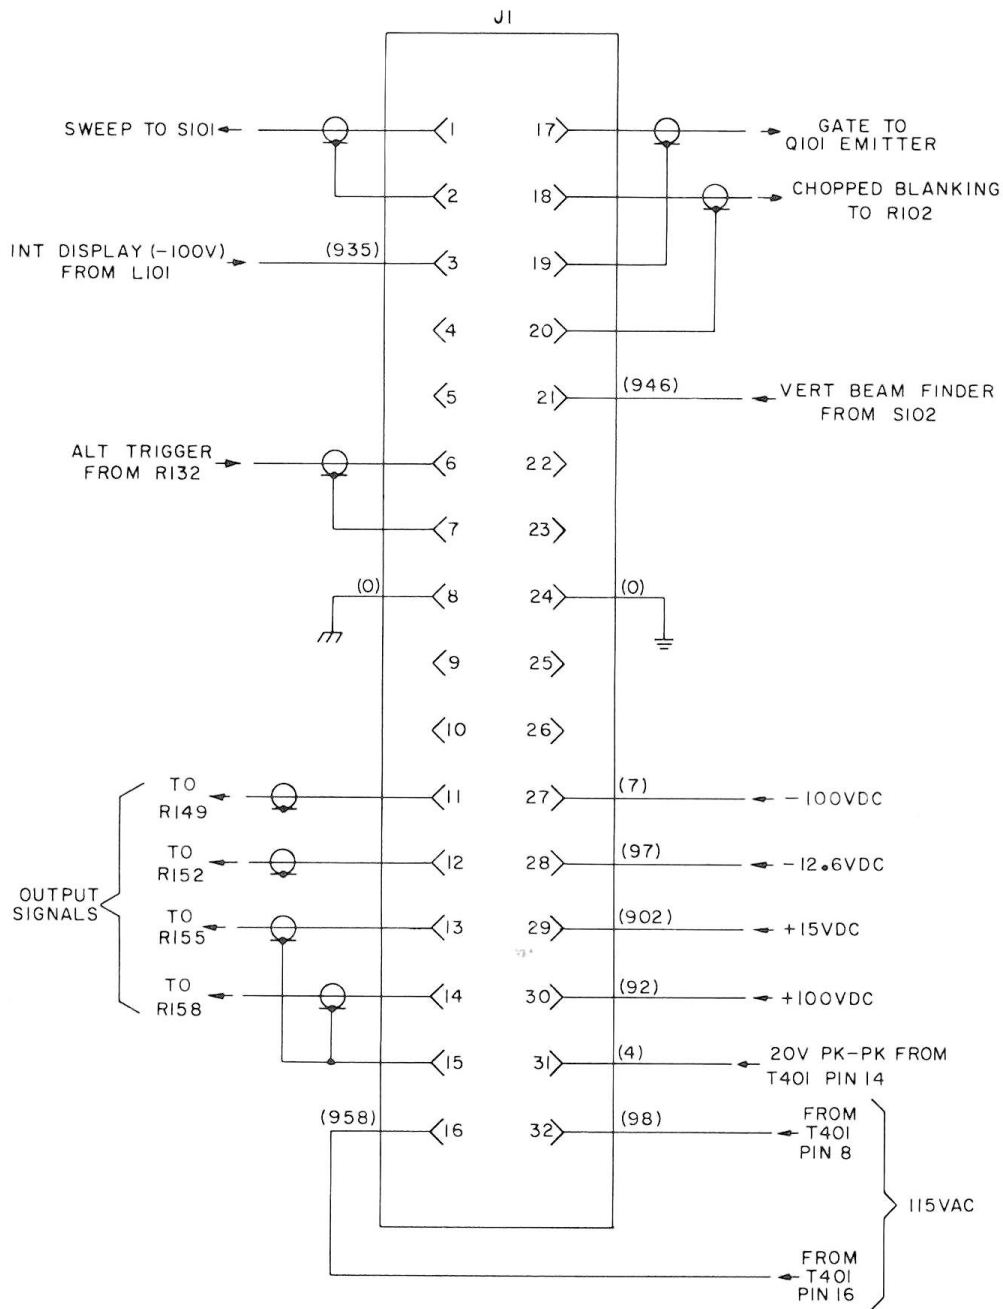 J1
SWEEP TO S101
1
17
GATE TO
Q101 EMITTER
2
18
CHOPPED BLANKING
TO R102
INT DISPLAY (-100V)
FROM L101
(935)
3
19
4
20
5
21
(946)
VERT BEAM FINDER
FROM S102
ALT TRIGGER
FROM R132
6
22
7
23
(0)
8
24
(0)
9
25
10
26
OUTPUT
SIGNALS
TO
R149
11
27
(7)
-100VDC
TO
R152
12
28
(97)
-12.6VDC
TO
R155
13
29
(902)
+15VDC
TO
R158
14
30
(92)
+100VDC
15
31
(4)
20V PK-PK FROM
T401 PIN 14
(958)
16
32
(98)
FROM
T401
PIN 8
115VAC
FROM
T401
PIN 16